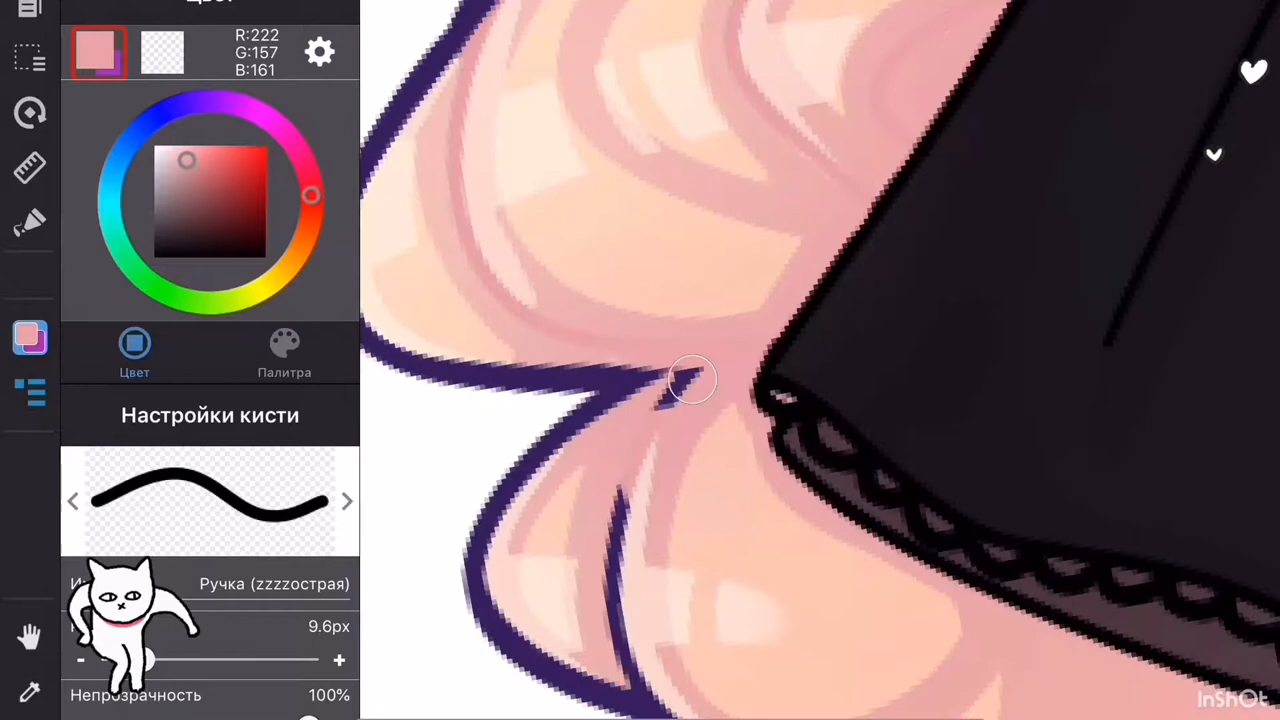 R:222
G:157
B:161
Цвет
Палитра
Настройки кисти
Ручка (zzzzострая)
9.6px
Непрозрачность
100%
InShOt